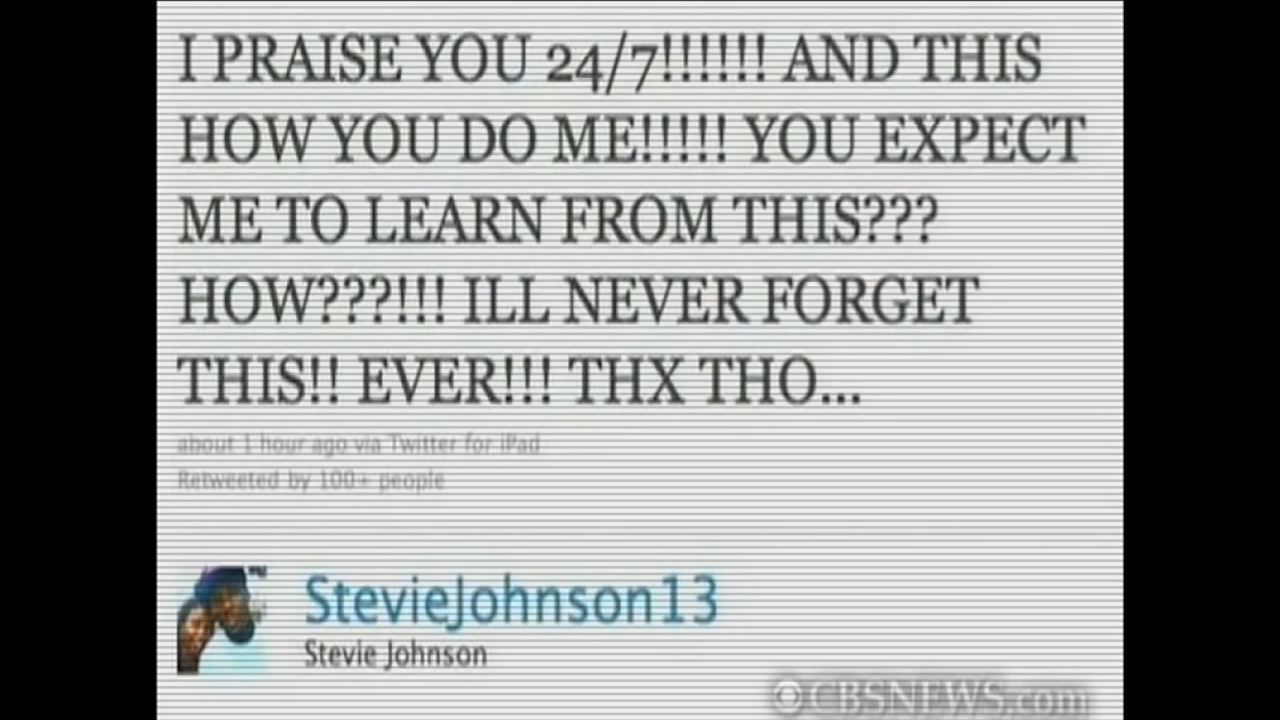 I PRAISE YOU 24/7!!!!!! AND THIS
HOW YOU DO ME!!!!! YOU EXPECT
ME TO LEARN FROM THIS???
HOW???!!! ILL NEVER FORGET
THIS!! EVER!!! THX THO...
about 1 hour ago via Twitter for iPad
Retweeted by 100+ people
StevieJohnson13
Stevie Johnson
CBSNEWS.com